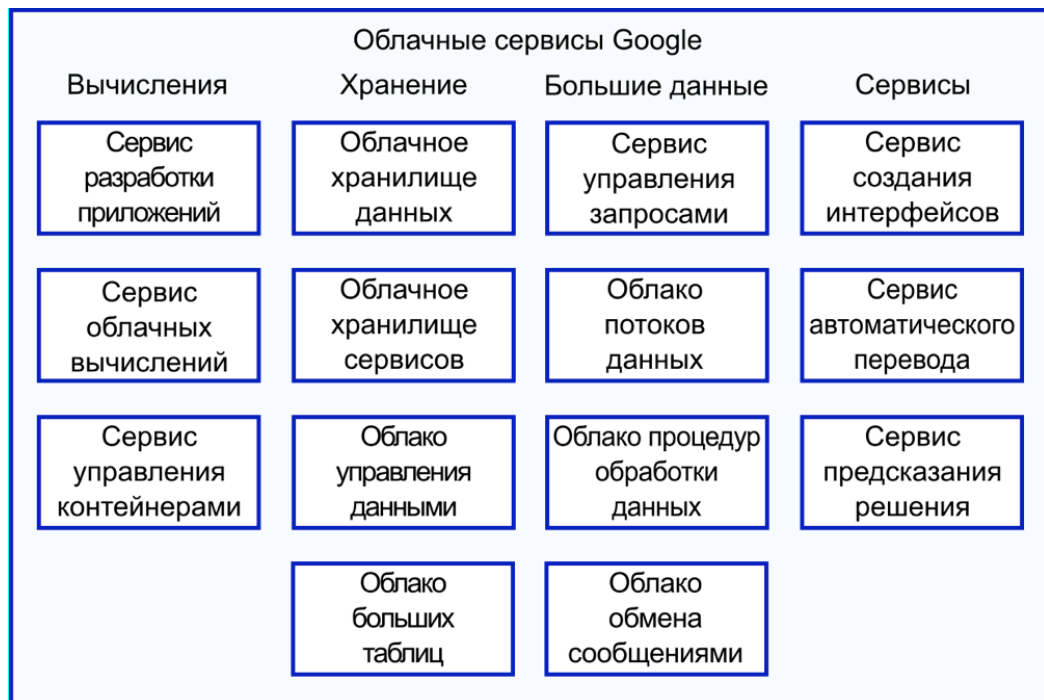 Облачные сервисы Google
Вычисления
Хранение
Большие данные
Сервисы
Сервис
разработки
приложений
Облачное
хранилище
данных
Сервис
управления
запросами
Сервис
создания
интерфейсов
Сервис
облачных
вычислений
Облачное
хранилище
сервисов
Облако
потоков
данных
Сервис
автоматического
перевода
Сервис
управления
контейнерами
Облако
управления
данными
Облако процедур
обработки
данных
Сервис
предсказания
решения
Облако
больших
таблиц
Облако
обмена
сообщениями